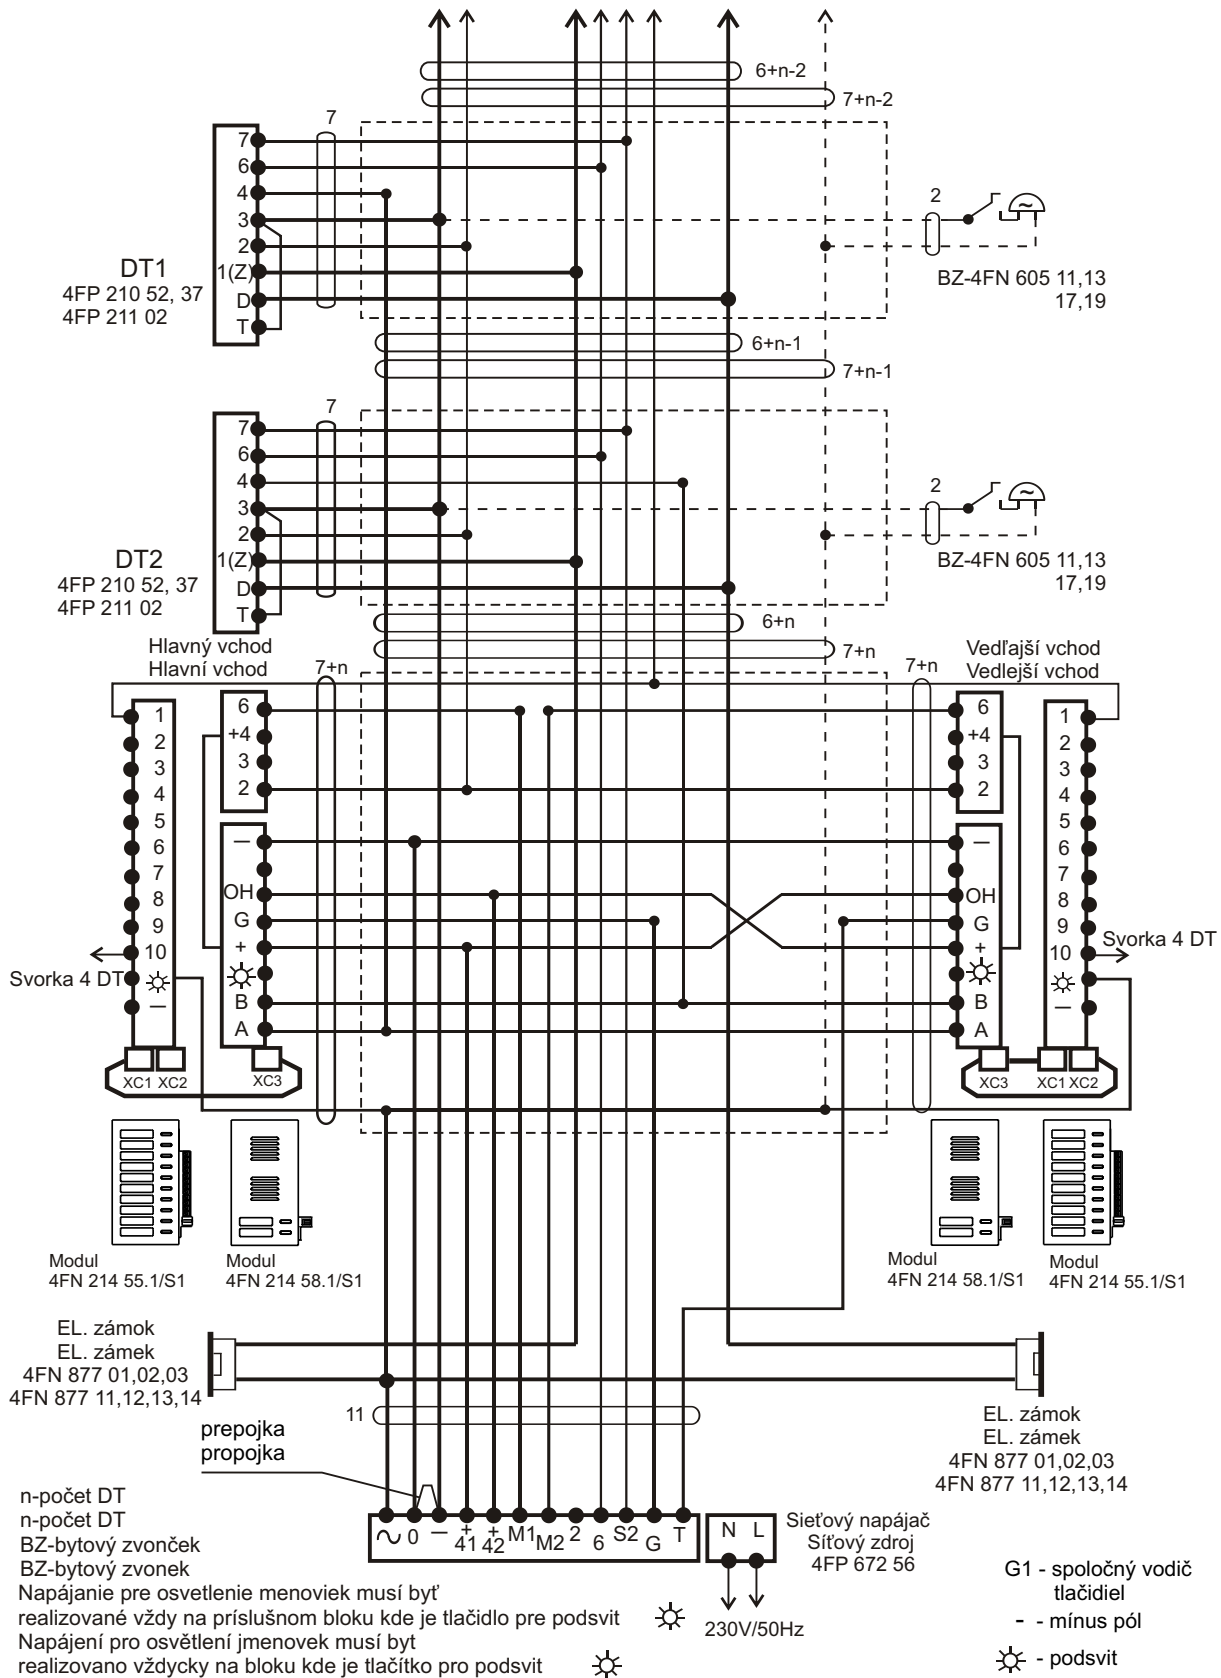 6+n-2
7+n-2
7
7
6
4
3
2
1(Z)
D
T
DT1
4FP 210 52, 37
4FP 211 02
2
~
BZ-4FN 605 11,13
17,19
6+n-1
7+n-1
7
7
6
4
3
2
1(Z)
D
T
DT2
4FP 210 52, 37
4FP 211 02
2
~
BZ-4FN 605 11,13
17,19
6+n
7+n
Hlavný vchod
Hlavní vchod
7+n
Vedľajší vchod
Vedlejší vchod
7+n
1
2
3
4
5
6
7
8
9
10
—
Svorka 4 DT
6
+4
3
2
—
OH
G
+
B
A
XC1 XC2
XC3
6
+4
3
2
—
OH
G
+
B
A
1
2
3
4
5
6
7
8
9
10
—
Svorka 4 DT
XC3
XC1 XC2
Modul
4FN 214 55.1/S1
Modul
4FN 214 58.1/S1
Modul
4FN 214 58.1/S1
Modul
4FN 214 55.1/S1
EL. zámok
EL. zámek
4FN 877 01,02,03
4FN 877 11,12,13,14
EL. zámok
EL. zámek
4FN 877 01,02,03
4FN 877 11,12,13,14
11
prepojka
propojka
~ 0 — +41 +42 M1 M2 2 6 S2 G T
N L
Sieťový napájač
Síťový zdroj
4FP 672 56
230V/50Hz
n-počet DT
n-počet DT
BZ-bytový zvonček
BZ-bytový zvonek
Napájanie pre osvetlenie menoviek musí byť
realizované vždy na príslušnom bloku kde je tlačidlo pre podsvit
Napájení pro osvětlení jmenovek musí byt
realizovano vždycky na bloku kde je tlačítko pro podsvit
G1 - spoločný vodič
tlačidiel
- - mínus pól
- podsvit